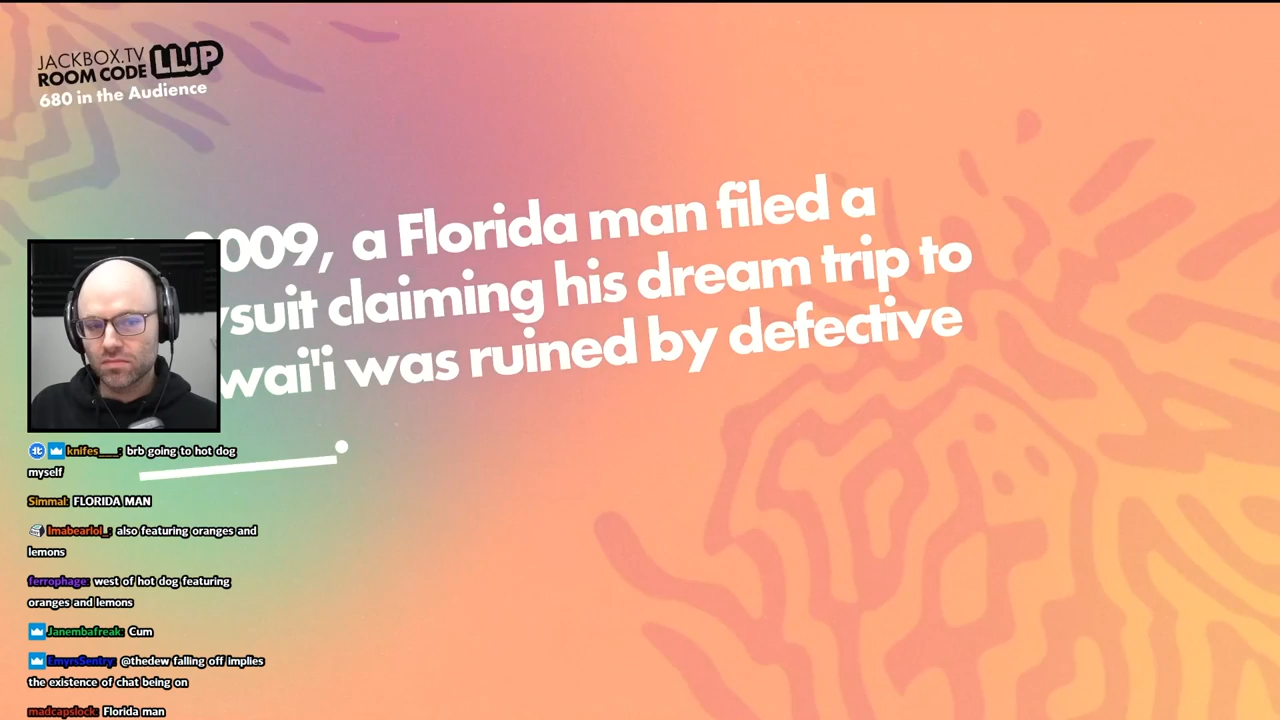 JACKBOX.TV
ROOM CODE LLJP
680 in the Audience
2009, a Florida man filed a
suit claiming his dream trip to
wai'i was ruined by defective
.
knifes___: brb going to hot dog
myself
Simmal: FLORIDA MAN
Imabearlol_: also featuring oranges and
lemons
ferrophage: west of hot dog featuring
oranges and lemons
Janembafreak: Cum
EmyrsSentry: @thedew falling off implies
the existence of chat being on
madcapslock: Florida man